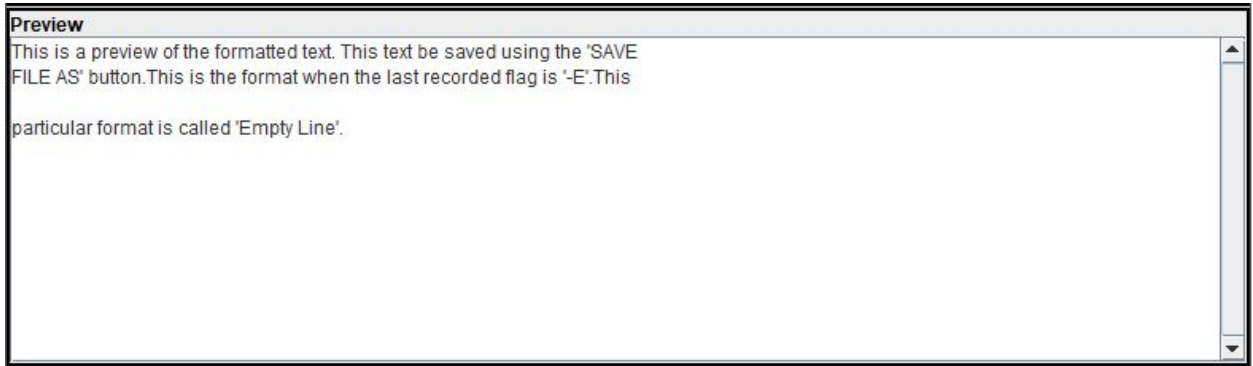 Preview
This is a preview of the formatted text. This text be saved using the 'SAVE
FILE AS' button.This is the format when the last recorded flag is '-E'.This
particular format is called 'Empty Line'.